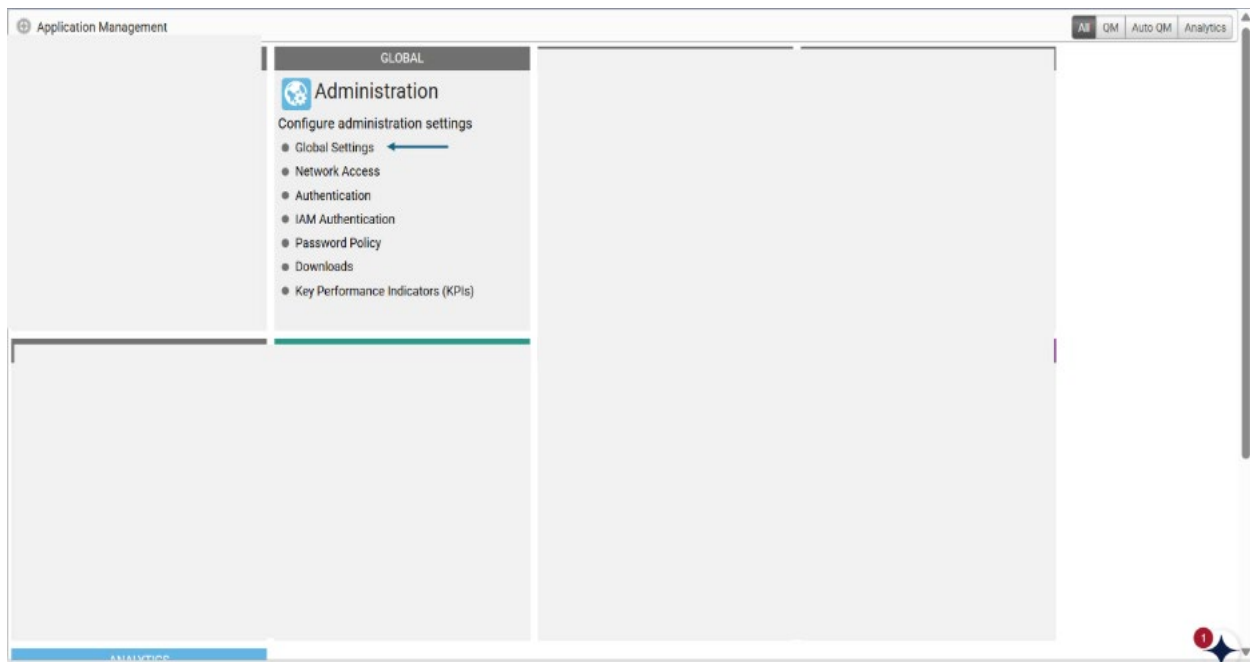 Application Management
All QM Auto QM Analytics
GLOBAL
Administration
Configure administration settings
Global Settings
Network Access
Authentication
IAM Authentication
Password Policy
Downloads
Key Performance Indicators (KPIs)
ANALYTICS
1